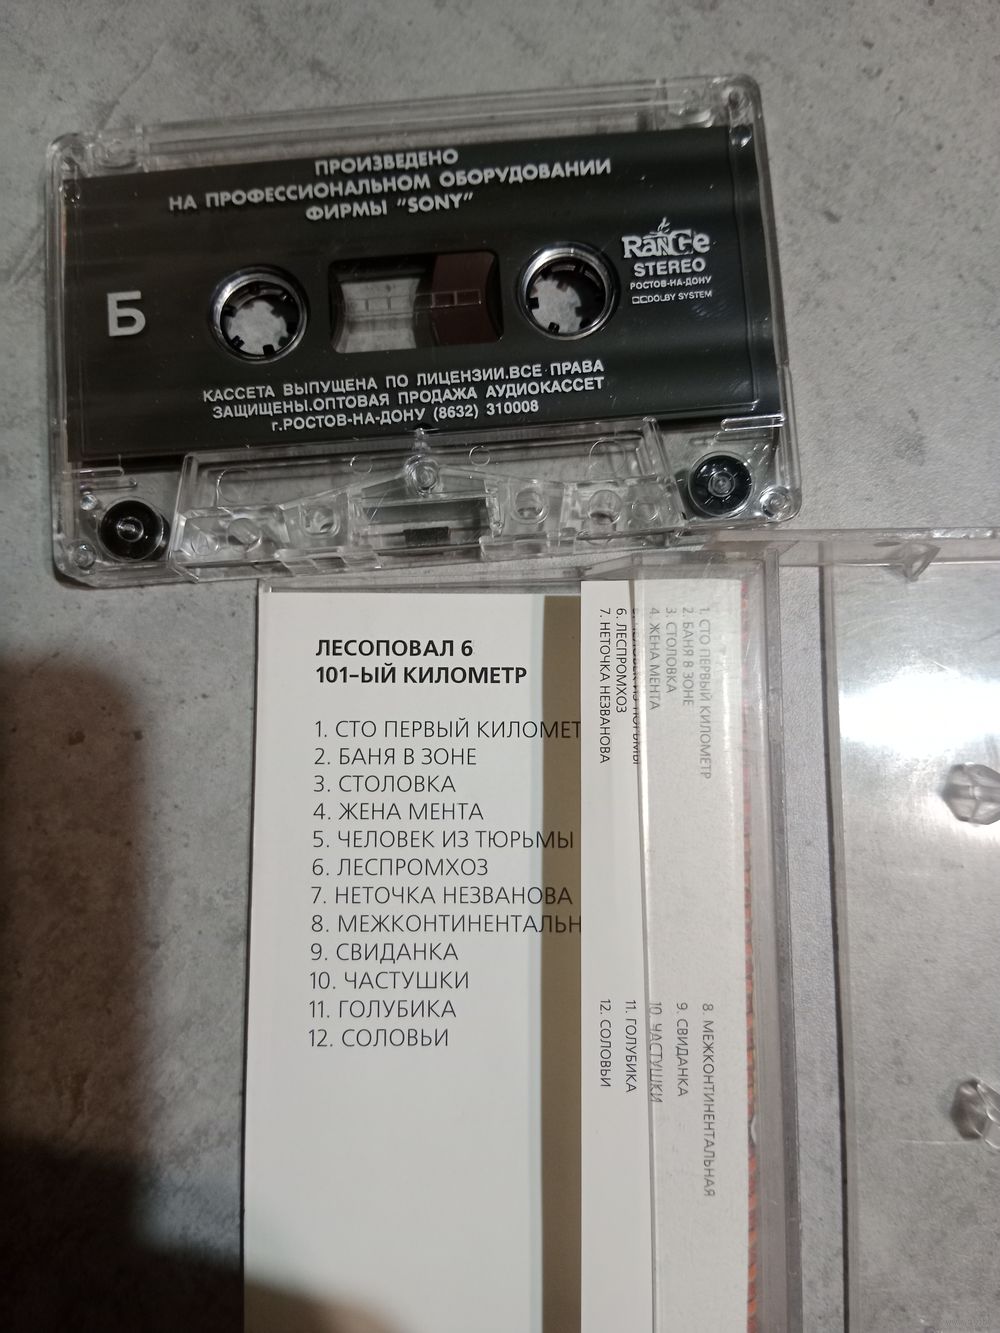 ПРОИЗВЕДЕНО
НА ПРОФЕССИОНАЛЬНОМ ОБОРУДОВАНИИ
ФИРМЫ "SONY"
Б
RanGe
STEREO
РОСТОВ-НА-ДОНУ
DOLBY SYSTEM
КАССЕТА ВЫПУЩЕНА ПО ЛИЦЕНЗИИ.ВСЕ ПРАВА
ЗАЩИЩЕНЫ.ОПТОВАЯ ПРОДАЖА АУДИОКАССЕТ
г.РОСТОВ-НА-ДОНУ (8632) 310008
ЛЕСОПОВАЛ 6
101-ЫЙ КИЛОМЕТР
1. СТО ПЕРВЫЙ КИЛОМЕТ
2. БАНЯ В ЗОНЕ
3. СТОЛОВКА
4. ЖЕНА МЕНТА
5. ЧЕЛОВЕК ИЗ ТЮРЬМЫ
6. ЛЕСПРОМХОЗ
7. НЕТОЧКА НЕЗВАНОВА
8. МЕЖКОНТИНЕНТАЛЬН
9. СВИДАНКА
10. ЧАСТУШКИ
11. ГОЛУБИКА
12. СОЛОВЬИ
1. СТО ПЕРВЫЙ КИЛОМЕТР
2. БАНЯ В ЗОНЕ
3. СТОЛОВКА
4. ЖЕНА МЕНТА
5. ЧЕЛОВЕК ИЗ ТЮРЬМЫ
6. ЛЕСПРОМХОЗ
7. НЕТОЧКА НЕЗВАНОВА
8. МЕЖКОНТИНЕНТАЛЬНАЯ
9. СВИДАНКА
10. ЧАСТУШКИ
11. ГОЛУБИКА
12. СОЛОВЬИ